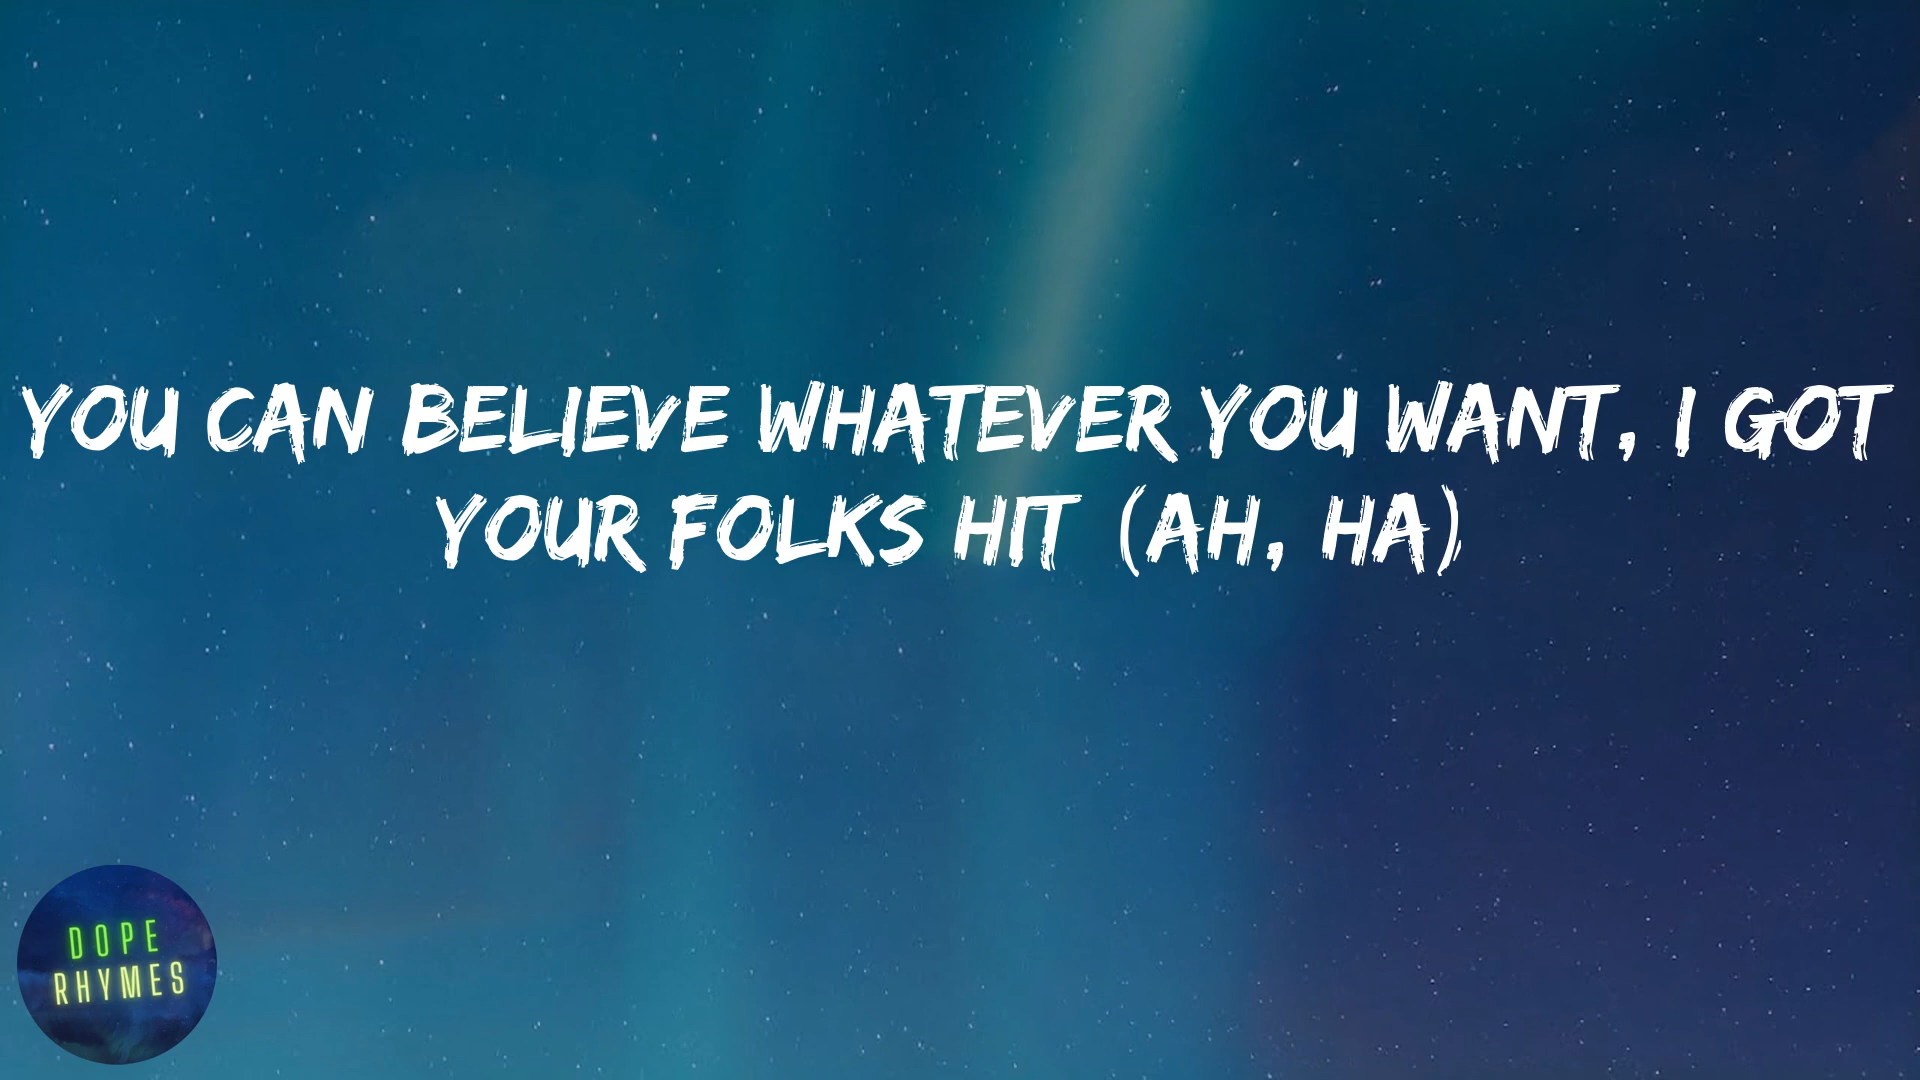 YOU CAN BELIEVE WHATEVER YOU WANT, I GOT
YOUR FOLKS HIT (AH, HA)
DOPE
RHYMES